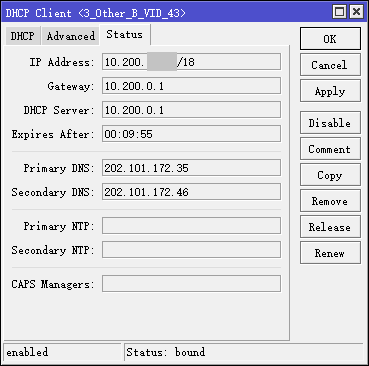 DHCP Client <3_Other_B_VID_43>
DHCP Advanced Status
IP Address: 10.200. /18
Gateway: 10.200.0.1
DHCP Server: 10.200.0.1
Expires After: 00:09:55
Primary DNS: 202.101.172.35
Secondary DNS: 202.101.172.46
Primary NTP:
Secondary NTP:
CAPS Managers:
OK
Cancel
Apply
Disable
Comment
Copy
Remove
Release
Renew
enabled
Status: bound